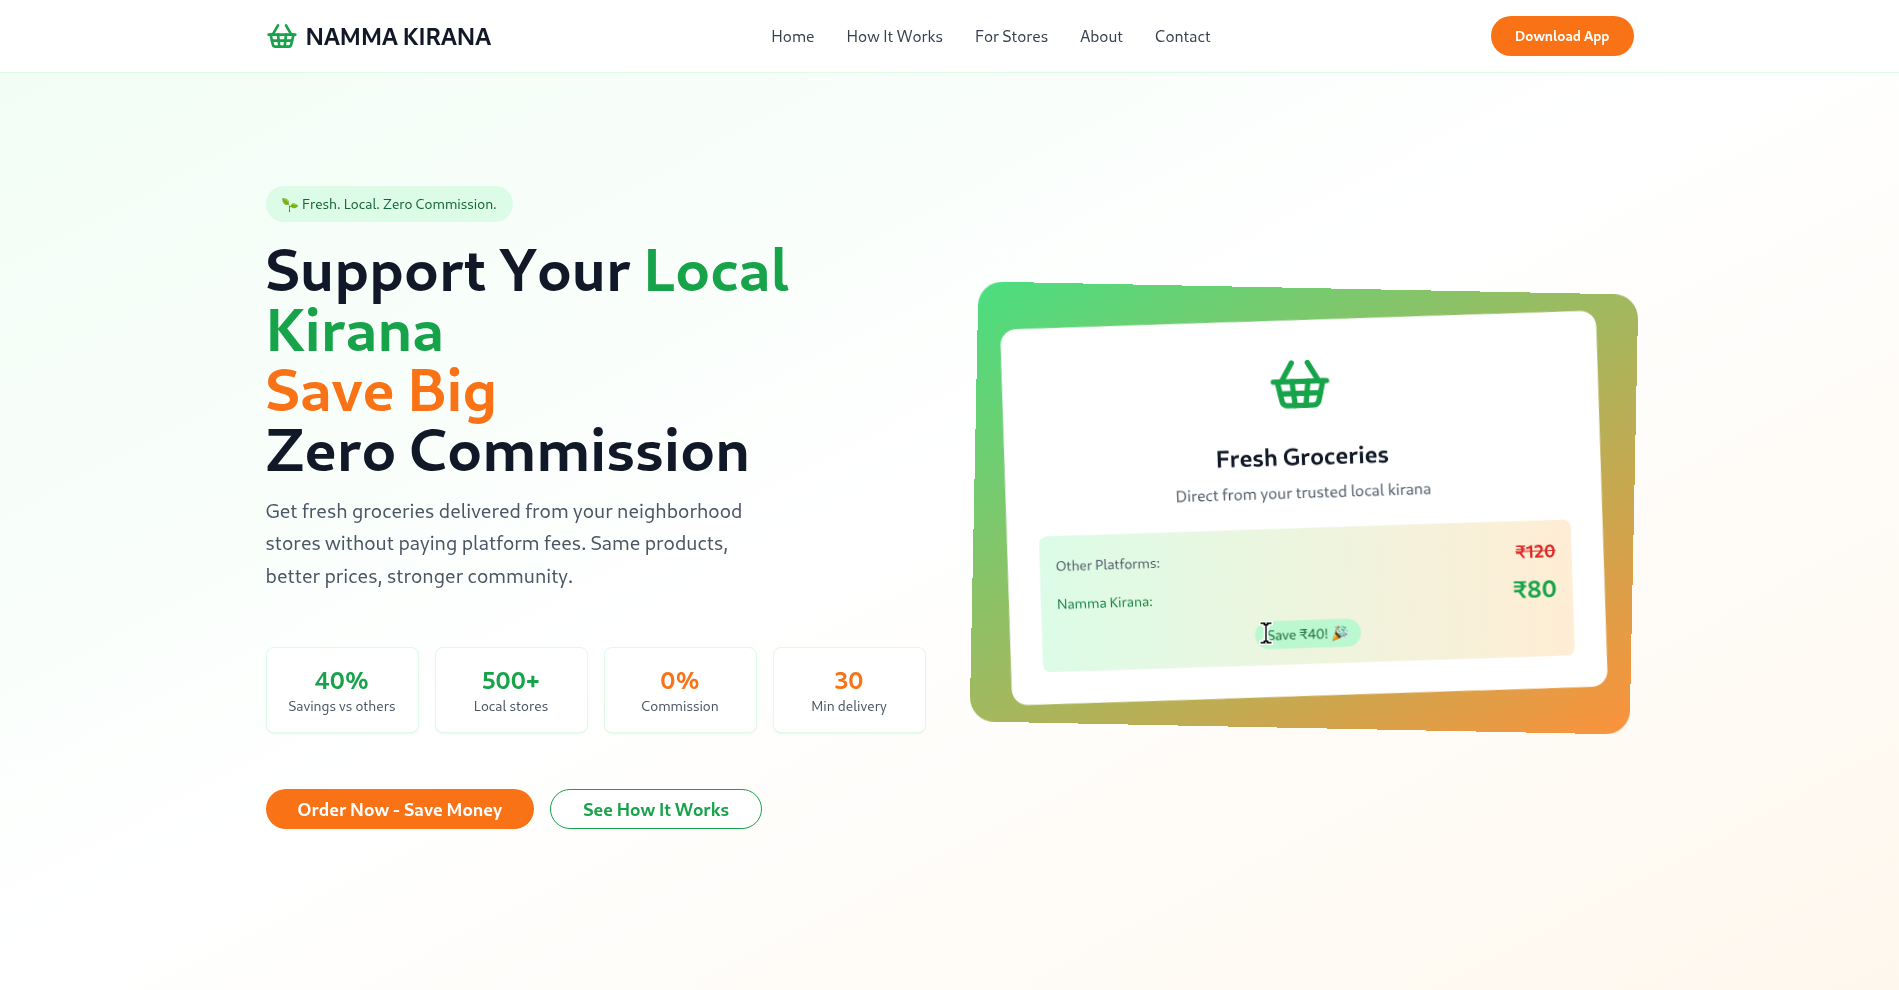 NAMMA KIRANA
Home
How It Works
For Stores
About
Contact
Download App
🌱 Fresh. Local. Zero Commission.
Support Your Local
Kirana
Save Big
Zero Commission
Get fresh groceries delivered from your neighborhood
stores without paying platform fees. Same products,
better prices, stronger community.
40%
Savings vs others
500+
Local stores
0%
Commission
30
Min delivery
Order Now - Save Money
See How It Works
Fresh Groceries
Direct from your trusted local kirana
Other Platforms:
₹120
Namma Kirana:
₹80
Save ₹40! 🎉